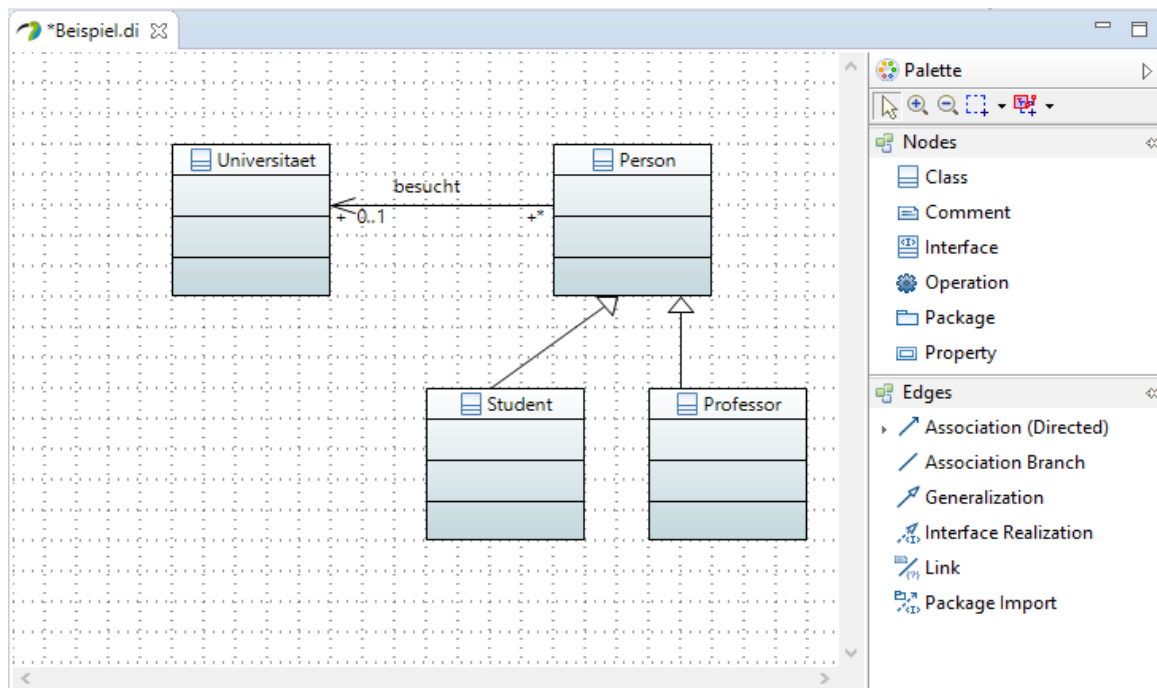 *Beispiel.di
Universitaet
Person
besucht
+ 0..1
+*
Student
Professor
Palette
Nodes
Class
Comment
Interface
Operation
Package
Property
Edges
Association (Directed)
Association Branch
Generalization
Interface Realization
Link
Package Import